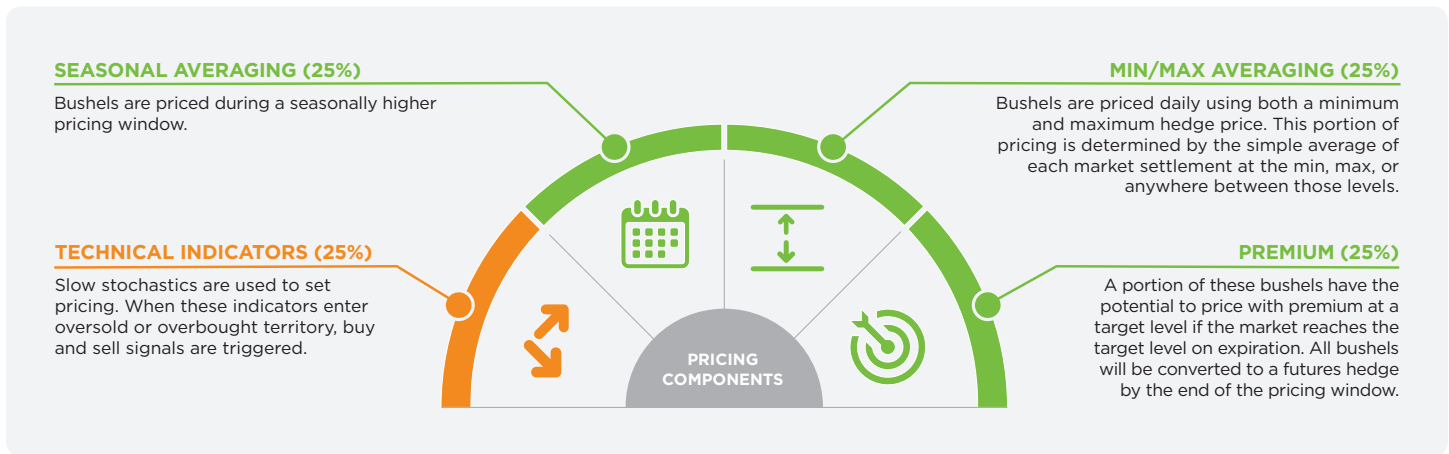 SEASONAL AVERAGING (25%)
Bushels are priced during a seasonally higher
pricing window.
TECHNICAL INDICATORS (25%)
Slow stochastics are used to set
pricing. When these indicators enter
oversold or overbought territory, buy
and sell signals are triggered.
MIN/MAX AVERAGING (25%)
Bushels are priced daily using both a minimum
and maximum hedge price. This portion of
pricing is determined by the simple average of
each market settlement at the min, max, or
anywhere between those levels.
PREMIUM (25%)
A portion of these bushels have the
potential to price with premium at a
target level if the market reaches the
target level on expiration. All bushels
will be converted to a futures hedge
by the end of the pricing window.
PRICING
COMPONENTS